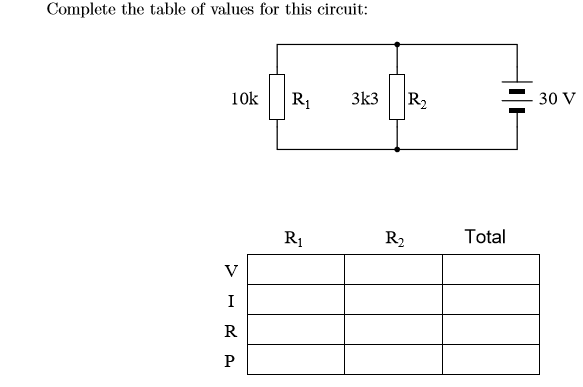 Complete the table of values for this circuit:
10k R1 3k3 R2 30 V
R1 R2 Total
V
I
R
P